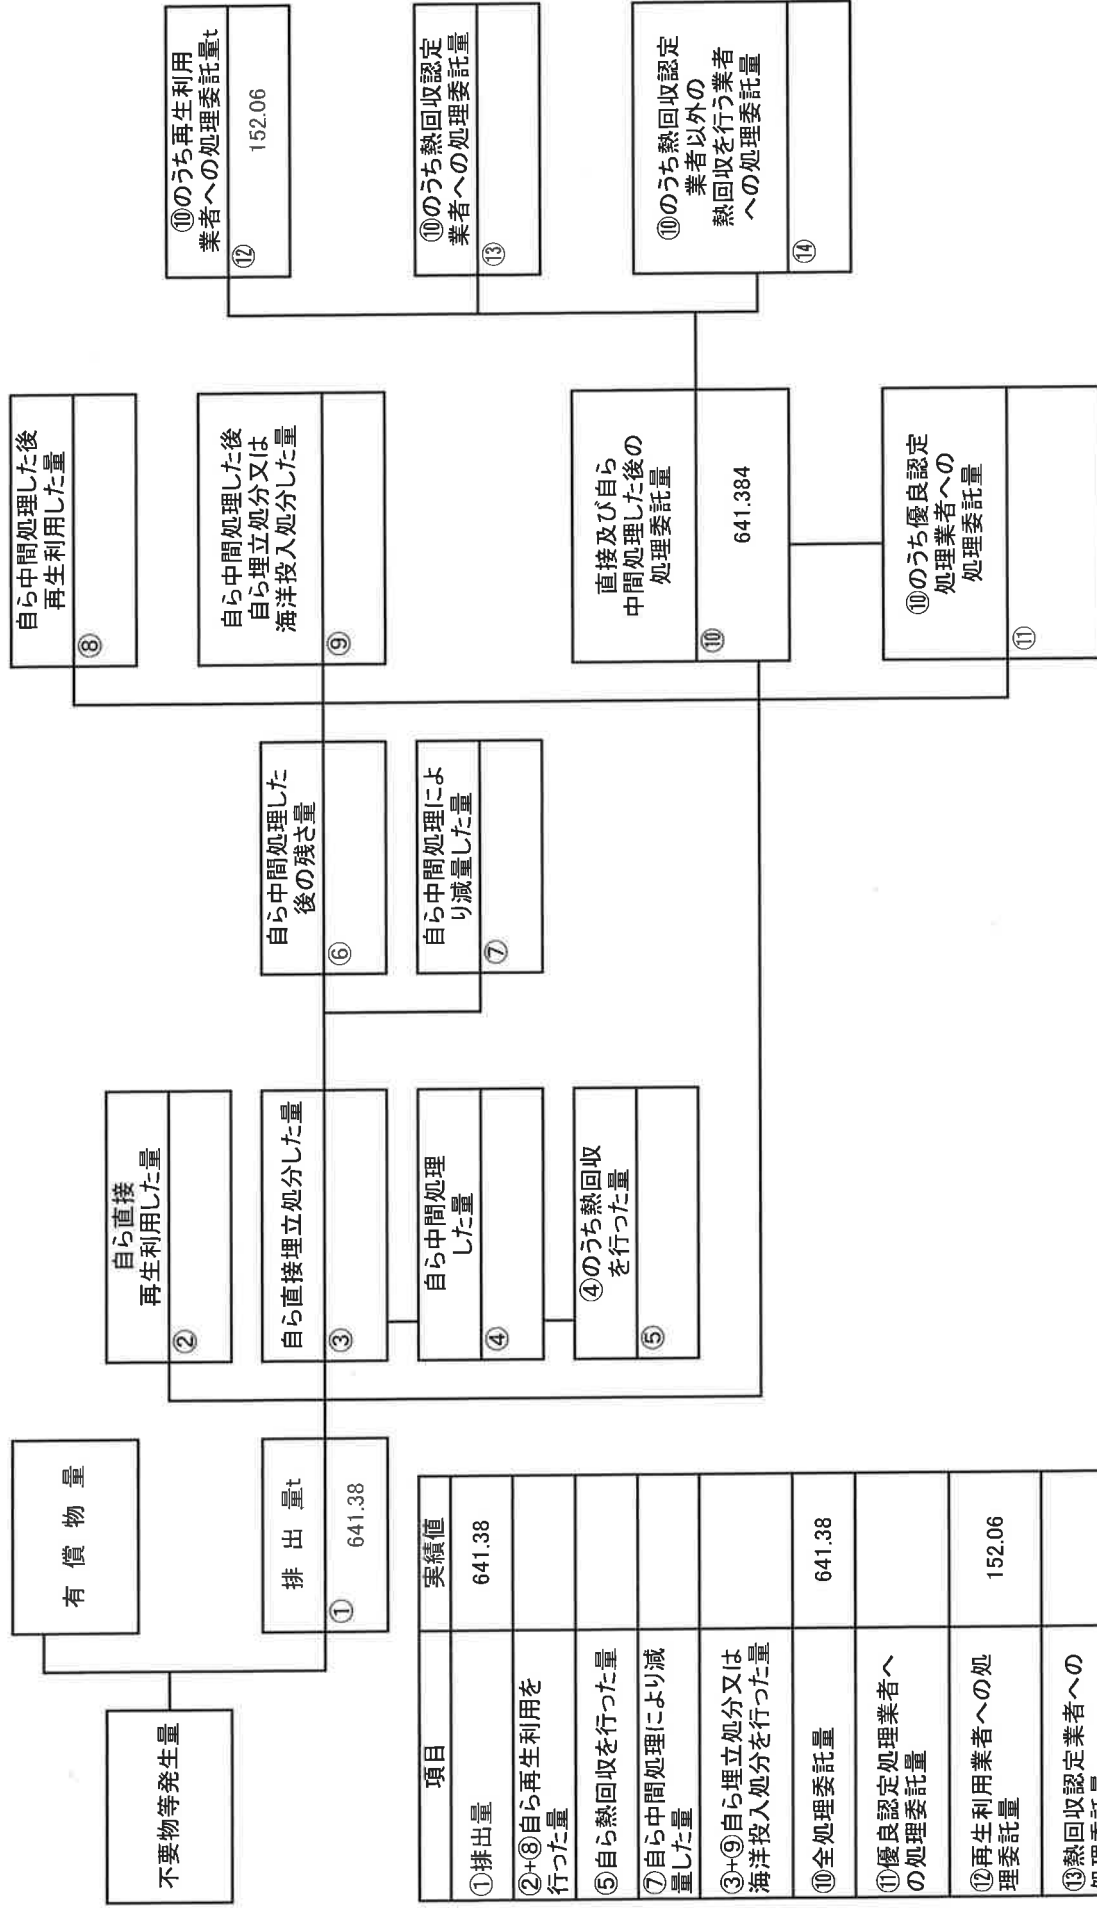 不要物等発生量
有償物量
排出量t
①
641.38
自ら直接
再生利用した量
②
自ら直接埋立処分した量
③
自ら中間処理
した量
④
④のうち熱回収
を行った量
⑤
自ら中間処理した
後の残さ量
⑥
自ら中間処理によ
り減量した量
⑦
自ら中間処理した後
再生利用した量
⑧
自ら中間処理した後
自ら埋立処分又は
海洋投入処分した量
⑨
直接及び自ら
中間処理した後の
処理委託量
⑩
641.384
⑩のうち優良認定
処理業者への
処理委託量
⑪
⑩のうち再生利用
業者への処理委託量t
⑫
152.06
⑩のうち熱回収認定
業者への処理委託量
⑬
⑩のうち熱回収認定
業者以外の
熱回収を行う業者
への処理委託量
⑭
項目
実績値
①排出量
641.38
②+⑧自ら再生利用を
行った量
⑤自ら熱回収を行った量
⑦自ら中間処理により減
量した量
③+⑨自ら埋立処分又は
海洋投入処分を行った量
⑩全処理委託量
641.38
⑪優良認定処理業者へ
の処理委託量
⑫再生利用業者への処
理委託量
152.06
⑬熱回収認定業者への